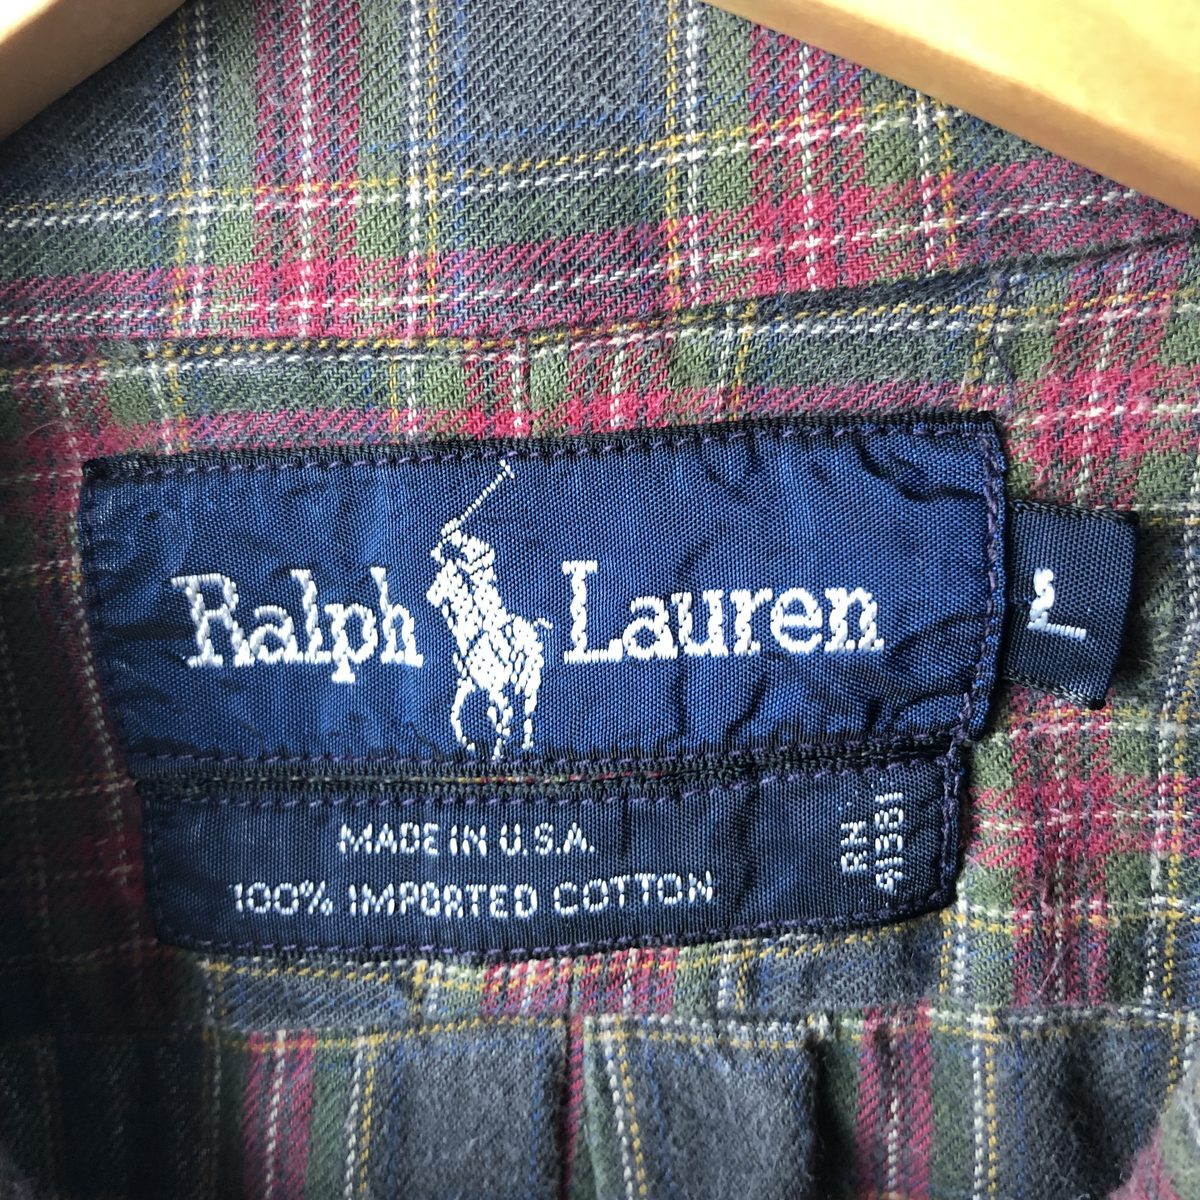 Ralph Lauren
L
MADE IN U.S.A.
100% IMPORTED COTTON
RN
41381